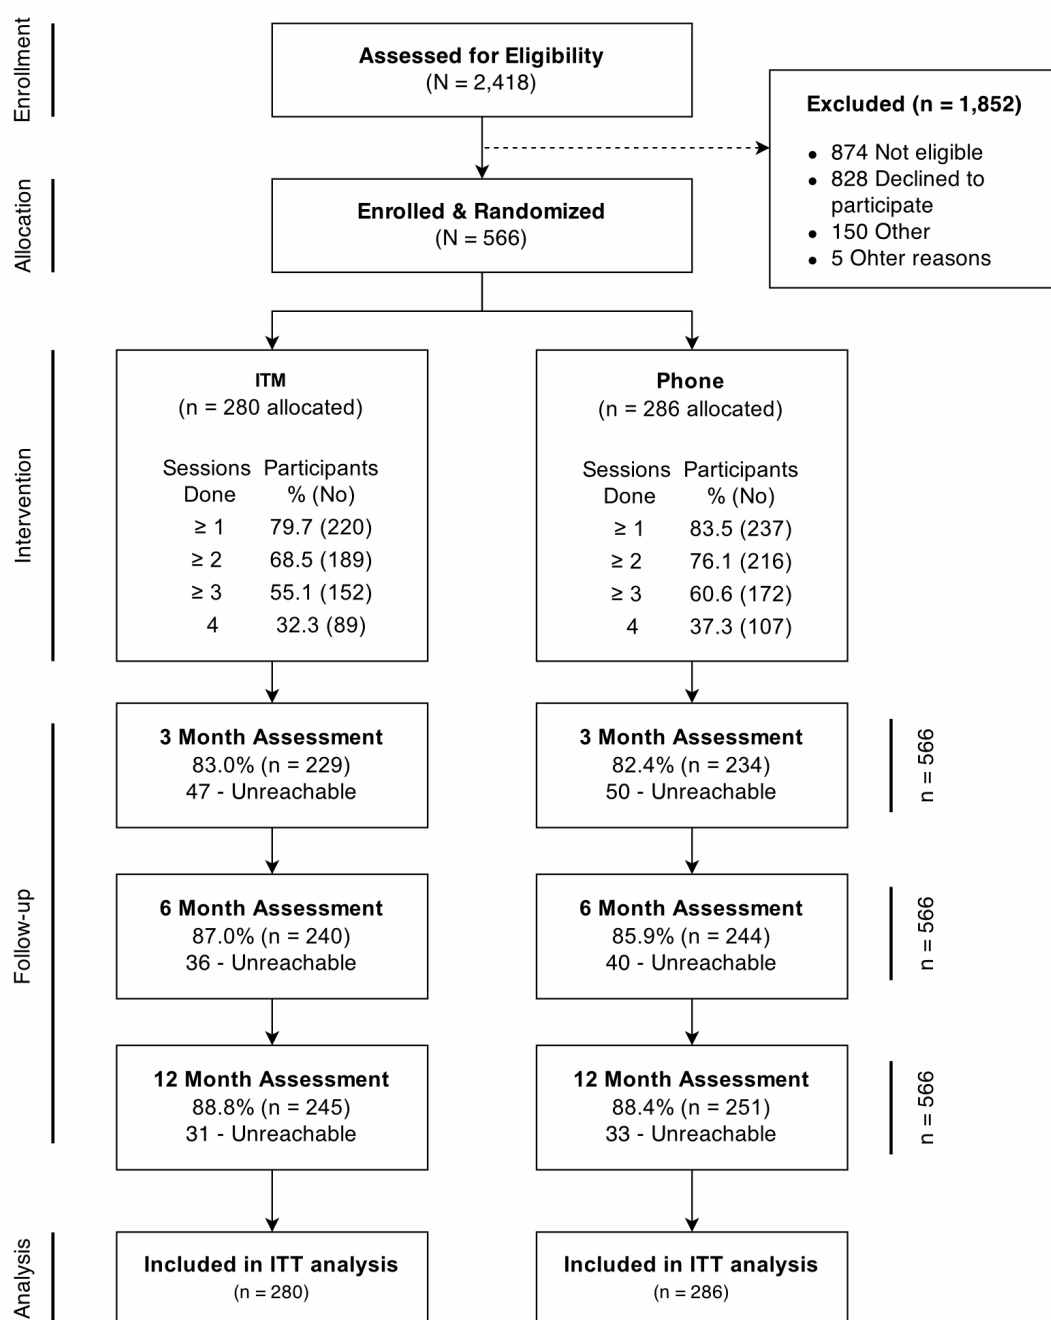 Enrollment
Assessed for Eligibility
(N = 2,418)
Excluded (n = 1,852)
● 874 Not eligible
● 828 Declined to
participate
● 150 Other
● 5 Ohter reasons
Allocation
Enrolled & Randomized
(N = 566)
Intervention
ITM
(n = 280 allocated)
Sessions Participants
Done % (No)
≥ 1 79.7 (220)
≥ 2 68.5 (189)
≥ 3 55.1 (152)
4 32.3 (89)
Phone
(n = 286 allocated)
Sessions Participants
Done % (No)
≥ 1 83.5 (237)
≥ 2 76.1 (216)
≥ 3 60.6 (172)
4 37.3 (107)
Follow-up
3 Month Assessment
83.0% (n = 229)
47 - Unreachable
3 Month Assessment
82.4% (n = 234)
50 - Unreachable
n = 566
6 Month Assessment
87.0% (n = 240)
36 - Unreachable
6 Month Assessment
85.9% (n = 244)
40 - Unreachable
n = 566
12 Month Assessment
88.8% (n = 245)
31 - Unreachable
12 Month Assessment
88.4% (n = 251)
33 - Unreachable
n = 566
Analysis
Included in ITT analysis
(n = 280)
Included in ITT analysis
(n = 286)